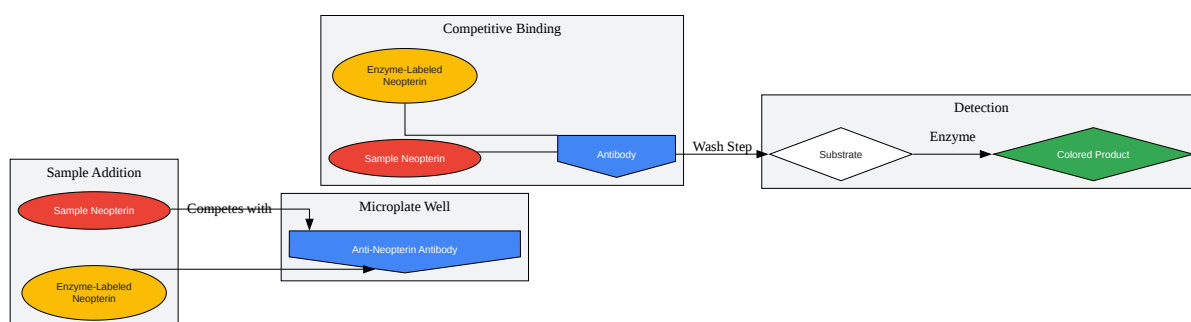 Competitive Binding
Enzyme-Labeled
Neopterin
Sample Neopterin
Antibody
Wash Step
Detection
Substrate
Enzyme
Colored Product
Sample Addition
Sample Neopterin
Competes with
Enzyme-Labeled
Neopterin
Microplate Well
Anti-Neopterin Antibody